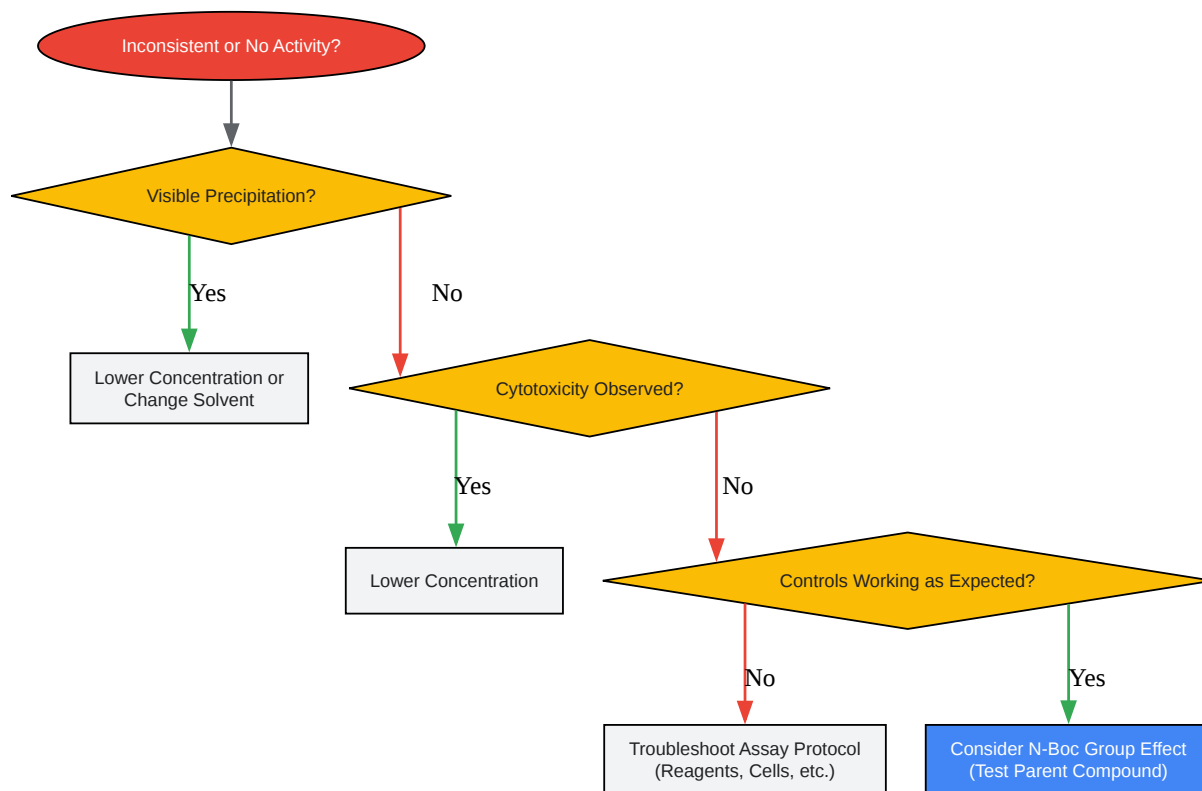 Inconsistent or No Activity?
Visible Precipitation?
Yes
No
Lower Concentration or
Change Solvent
Cytotoxicity Observed?
Yes
No
Lower Concentration
Controls Working as Expected?
No
Yes
Troubleshoot Assay Protocol
(Reagents, Cells, etc.)
Consider N-Boc Group Effect
(Test Parent Compound)